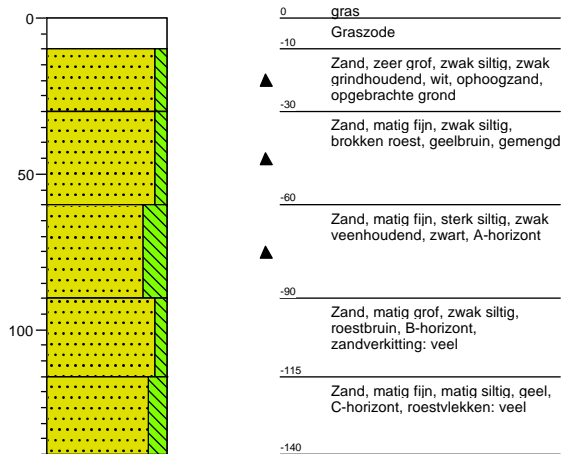 0
50
100
0
gras
Graszode
-10
Zand, zeer grof, zwak siltig, zwak
grindhoudend, wit, ophoogzand,
opgebrachte grond
-30
Zand, matig fijn, zwak siltig,
brokken roest, geelbruin, gemengd
-60
Zand, matig fijn, sterk siltig, zwak
veenhoudend, zwart, A-horizont
-90
Zand, matig grof, zwak siltig,
roestbruin, B-horizont,
zandverkitting: veel
-115
Zand, matig fijn, matig siltig, geel,
C-horizont, roestvlekken: veel
-140